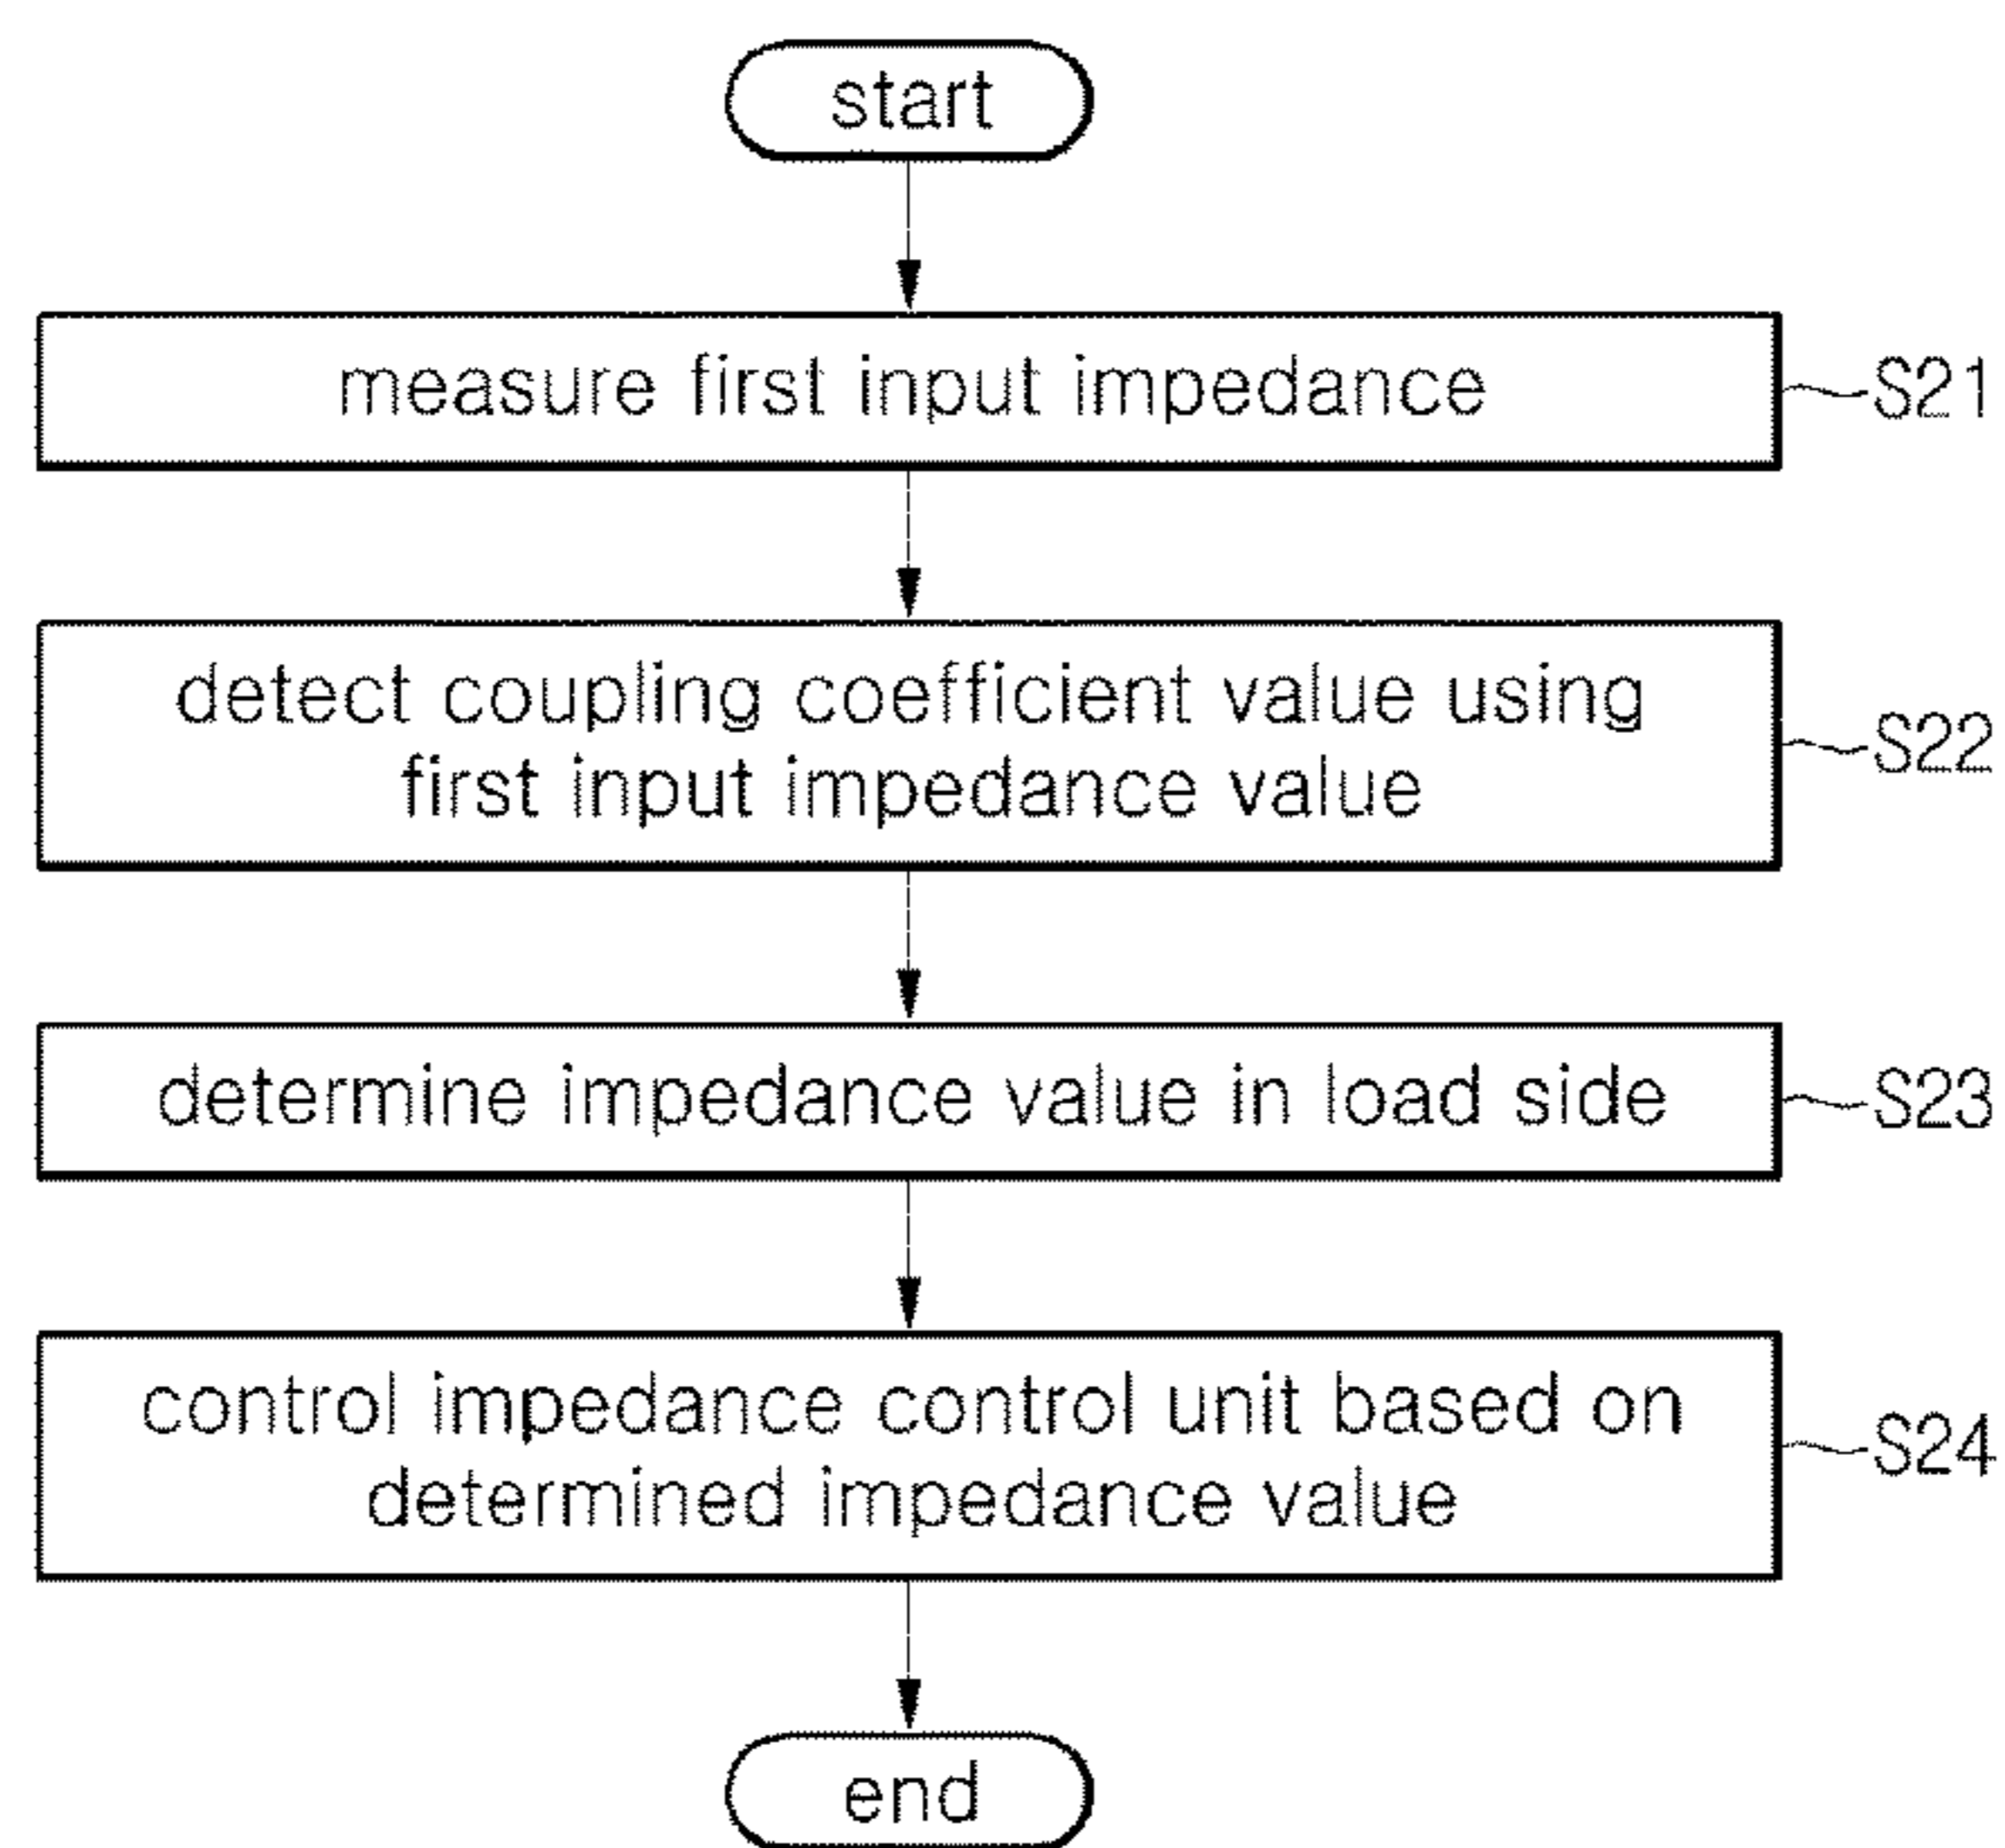 start
measure first input impedance
S21
detect coupling coefficient value using
first input impedance value
S22
determine impedance value in load side
S23
control impedance control unit based on
determined impedance value
S24
end